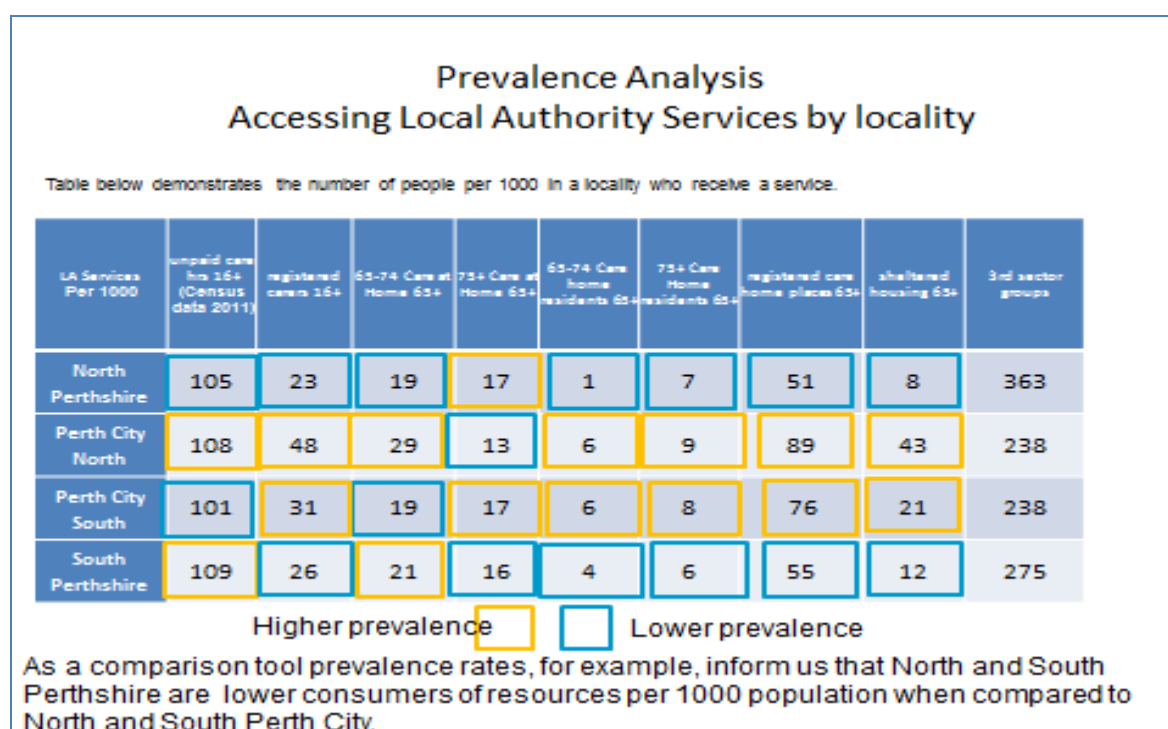 Prevalence Analysis
Accessing Local Authority Services by locality
Table below demonstrates the number of people per 1000 in a locality who receive a service.
LA Services Per 1000 unpaid care hrs 16+ (Census data 2011) registered carers 16+ 65-74 Care at Home 65+ 75+ Care at Home 65+ 65-74 Care home residents 65+ 75+ Care Home residents 65+ registered care home places 65+ sheltered housing 65+ 3rd sector groups
North Perthshire 105 23 19 17 1 7 51 8 363
Perth City North 108 48 29 13 6 9 89 43 238
Perth City South 101 31 19 17 6 8 76 21 238
South Perthshire 109 26 21 16 4 6 55 12 275
Higher prevalence Lower prevalence
As a comparison tool prevalence rates, for example, inform us that North and South
Perthshire are lower consumers of resources per 1000 population when compared to
North and South Perth City.